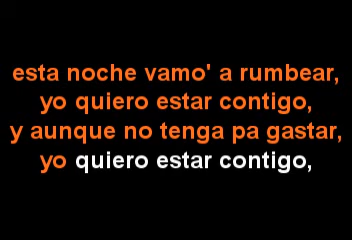 esta noche vamo' a rumbear,
yo quiero estar contigo,
y aunque no tenga pa gastar,
yo quiero estar contigo,